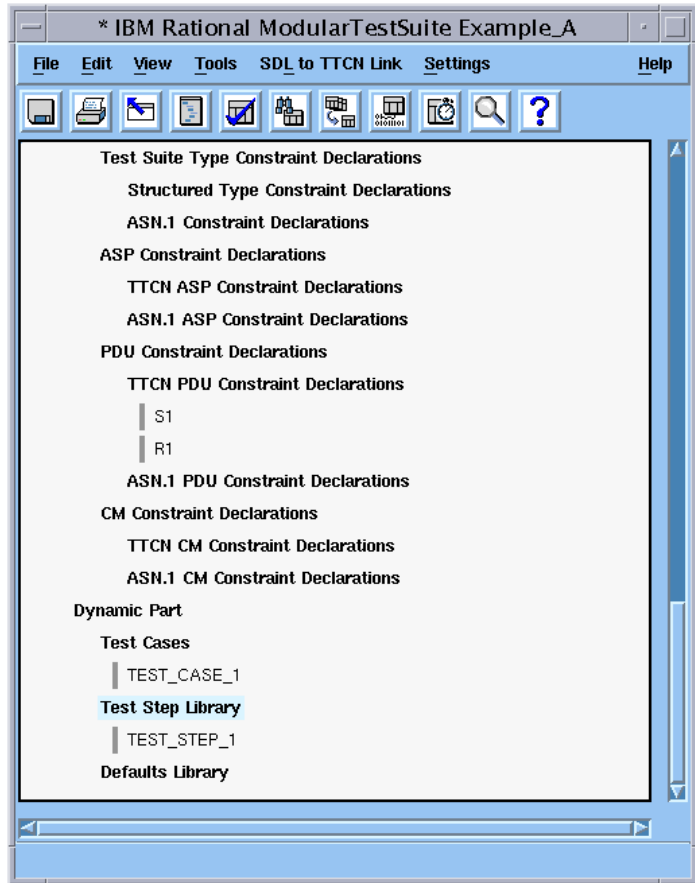 * IBM Rational ModularTestSuite Example_A
File Edit View Tools SDL to TTCN Link Settings Help
Test Suite Type Constraint Declarations
Structured Type Constraint Declarations
ASN.1 Constraint Declarations
ASP Constraint Declarations
TTCN ASP Constraint Declarations
ASN.1 ASP Constraint Declarations
PDU Constraint Declarations
TTCN PDU Constraint Declarations
S1
R1
ASN.1 PDU Constraint Declarations
CM Constraint Declarations
TTCN CM Constraint Declarations
ASN.1 CM Constraint Declarations
Dynamic Part
Test Cases
TEST_CASE_1
Test Step Library
TEST_STEP_1
Defaults Library